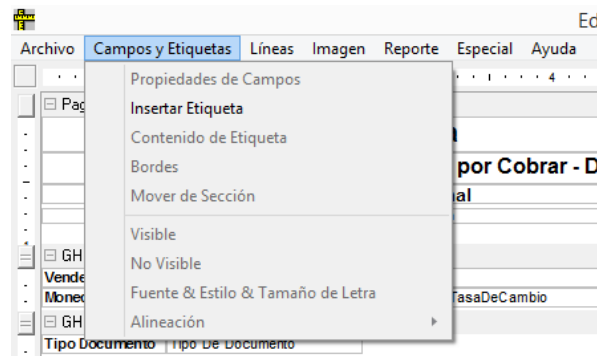 Ed
Archivo Campos y Etiquetas Líneas Imagen Reporte Especial Ayuda
4
Propiedades de Campos
Pag
Insertar Etiqueta
a
Contenido de Etiqueta
Bordes
por Cobrar - D
Mover de Sección
nal
Visible
GH
No Visible
Vende
Fuente & Estilo & Tamaño de Letra
Moned
TasaDeCambio
GH
Alineación
Tipo Documento Tipo De Documento